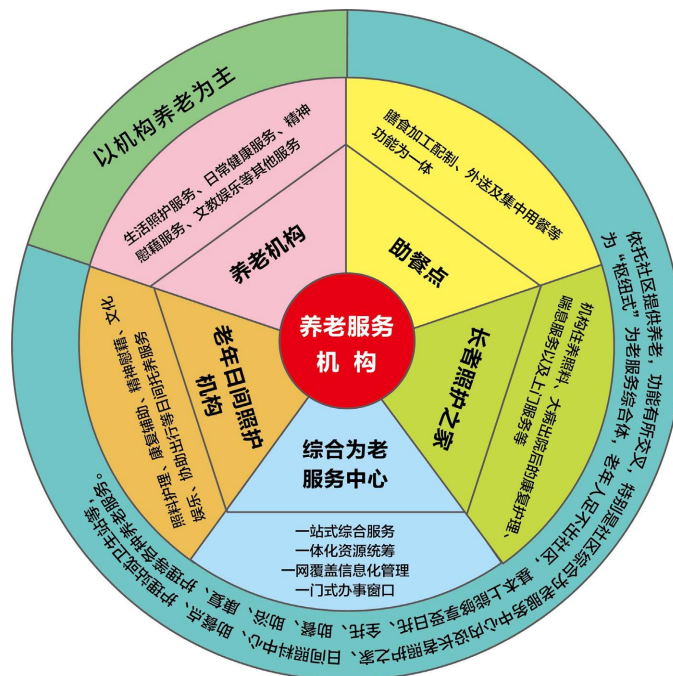 养老服务
机 构
以机构养老为主
养老机构
生活照护服务、日常健康服务、精神
慰藉服务、文教娱乐等其他服务
助餐点
膳食加工配制、外送及集中用餐等
功能为一体
长者照护之家
机构住养照料、大病出院后的康复护理、
喘息服务以及上门服务等
综合为老
服务中心
一站式综合服务
一体化资源统筹
一网覆盖信息化管理
一门式办事窗口
老年日间照护
机构
照料护理、康复辅助、精神慰藉、文化
娱乐、协助出行等日间托养服务
依托社区提供养老，功能有所交叉，特别是社区综合为老服务中心内设长者照护之家、日间照料中心、助餐点、护理站或卫生站等，
为“枢纽式”为老服务综合体，老年人足不出社区，基本上能够享受日托、全托、助餐、助浴、康复、护理等各种养老服务。